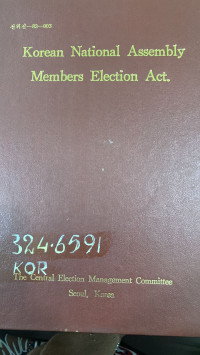 Korean National Assembly
Members Election Act.
324.6591
KOR
The Central Election Management Committee
Seoul, Korea